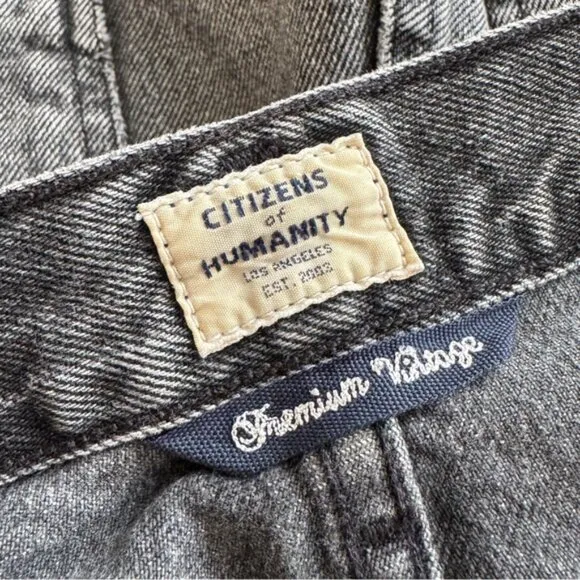 CITIZENS
of
HUMANITY
LOS ANGELES
EST. 2003
Premium Vintage